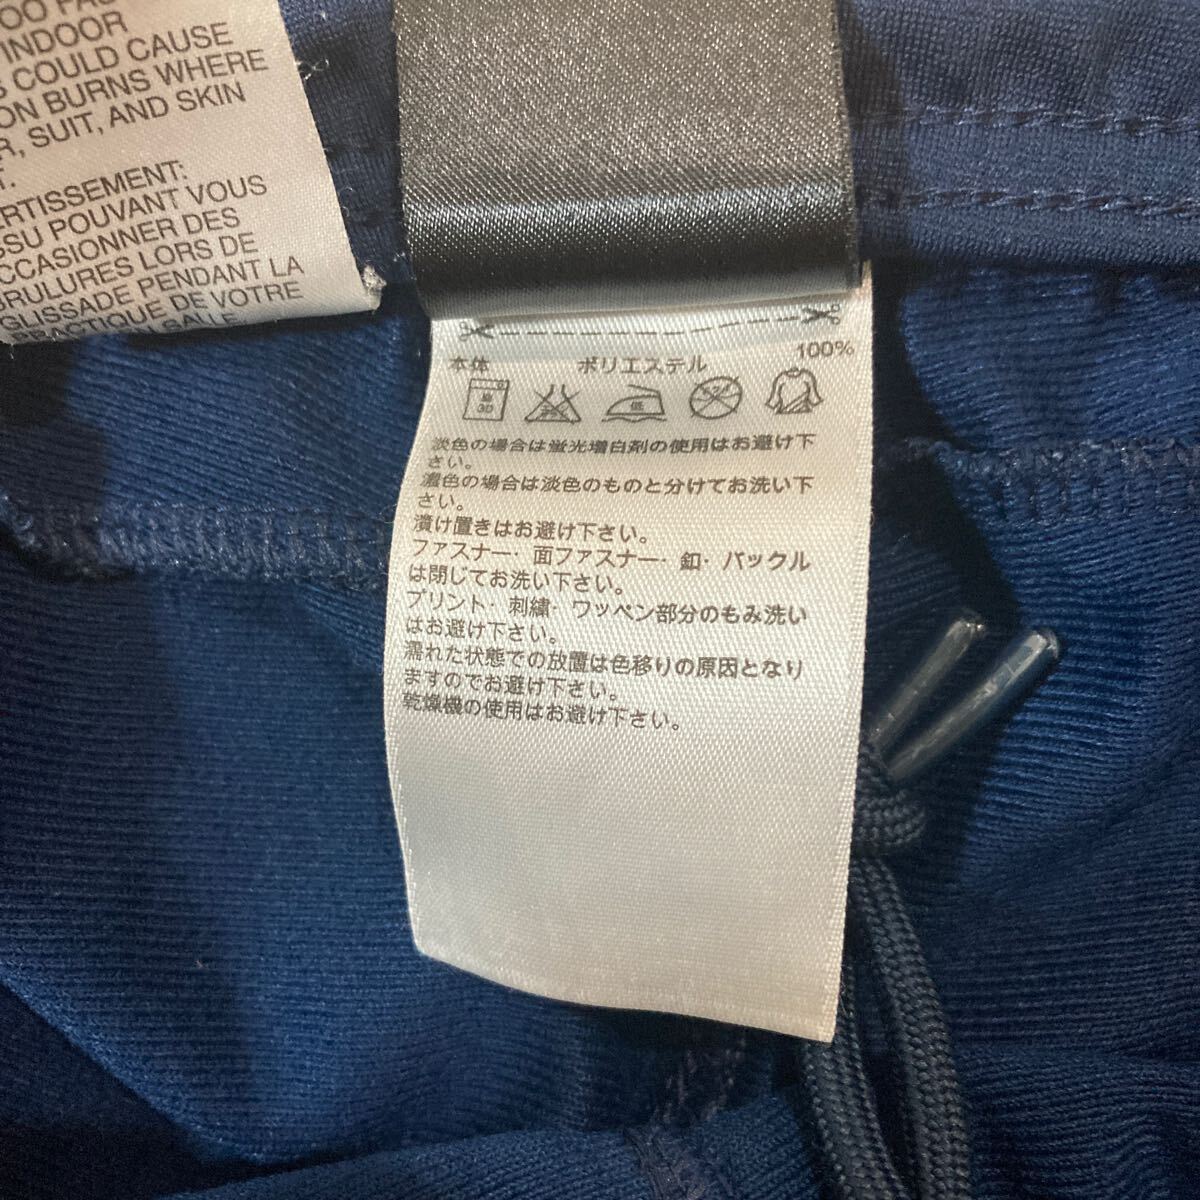 INDOOR
COULD CAUSE
ON BURNS WHERE
R, SUIT, AND SKIN
RTISSEMENT:
SSU POUVANT VOUS
CCASIONNER DES
RULURES LORS DE
GLISSADE PENDANT LA
PRACTIQUE DE VOTRE
EN SALLE
本体 ポリエステル 100%
低
淡色の場合は蛍光増白剤の使用はお避け下
さい。
濃色の場合は淡色のものと分けてお洗い下
さい。
漬け置きはお避け下さい。
ファスナー・面ファスナー・釦・バックル
は閉じてお洗い下さい。
プリント・刺繍・ワッペン部分のもみ洗い
はお避け下さい。
濡れた状態での放置は色移りの原因となり
ますのでお避け下さい。
乾燥機の使用はお避け下さい。